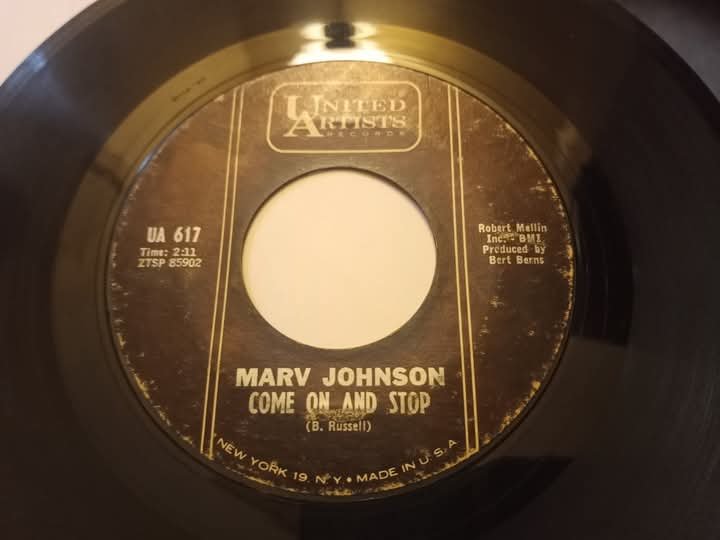 UNITED
ARTISTS
RECORDS
UA 617
Time: 2:11
ZTSP 85902
Robert Mellin
Inc. - BMI
Produced by
Bert Berns
MARV JOHNSON
COME ON AND STOP
(B. Russell)
NEW YORK 19, N.Y. • MADE IN U.S.A